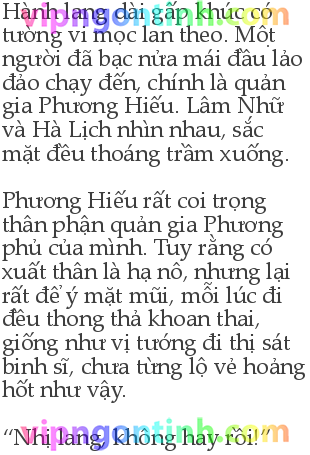 Hành lang dài gấp khúc có
tường vi mọc lan theo. Một
người đã bạc nửa mái đầu lảo
đảo chạy đến, chính là quản
gia Phương Hiếu. Lâm Nhữ
và Hà Lịch nhìn nhau, sắc
mặt đều thoáng trầm xuống.
Phương Hiếu rất coi trọng
thân phận quản gia Phương
phủ của mình. Tuy rằng có
xuất thân là hạ nô, nhưng lại
rất để ý mặt mũi, mỗi lúc đi
đều thong thả khoan thai,
giống như vị tướng đi thị sát
binh sĩ, chưa từng lộ vẻ hoảng
hốt như vậy.
“Nhị lang, không hay rồi!”
vipngontinh.com
vipngontinh.com